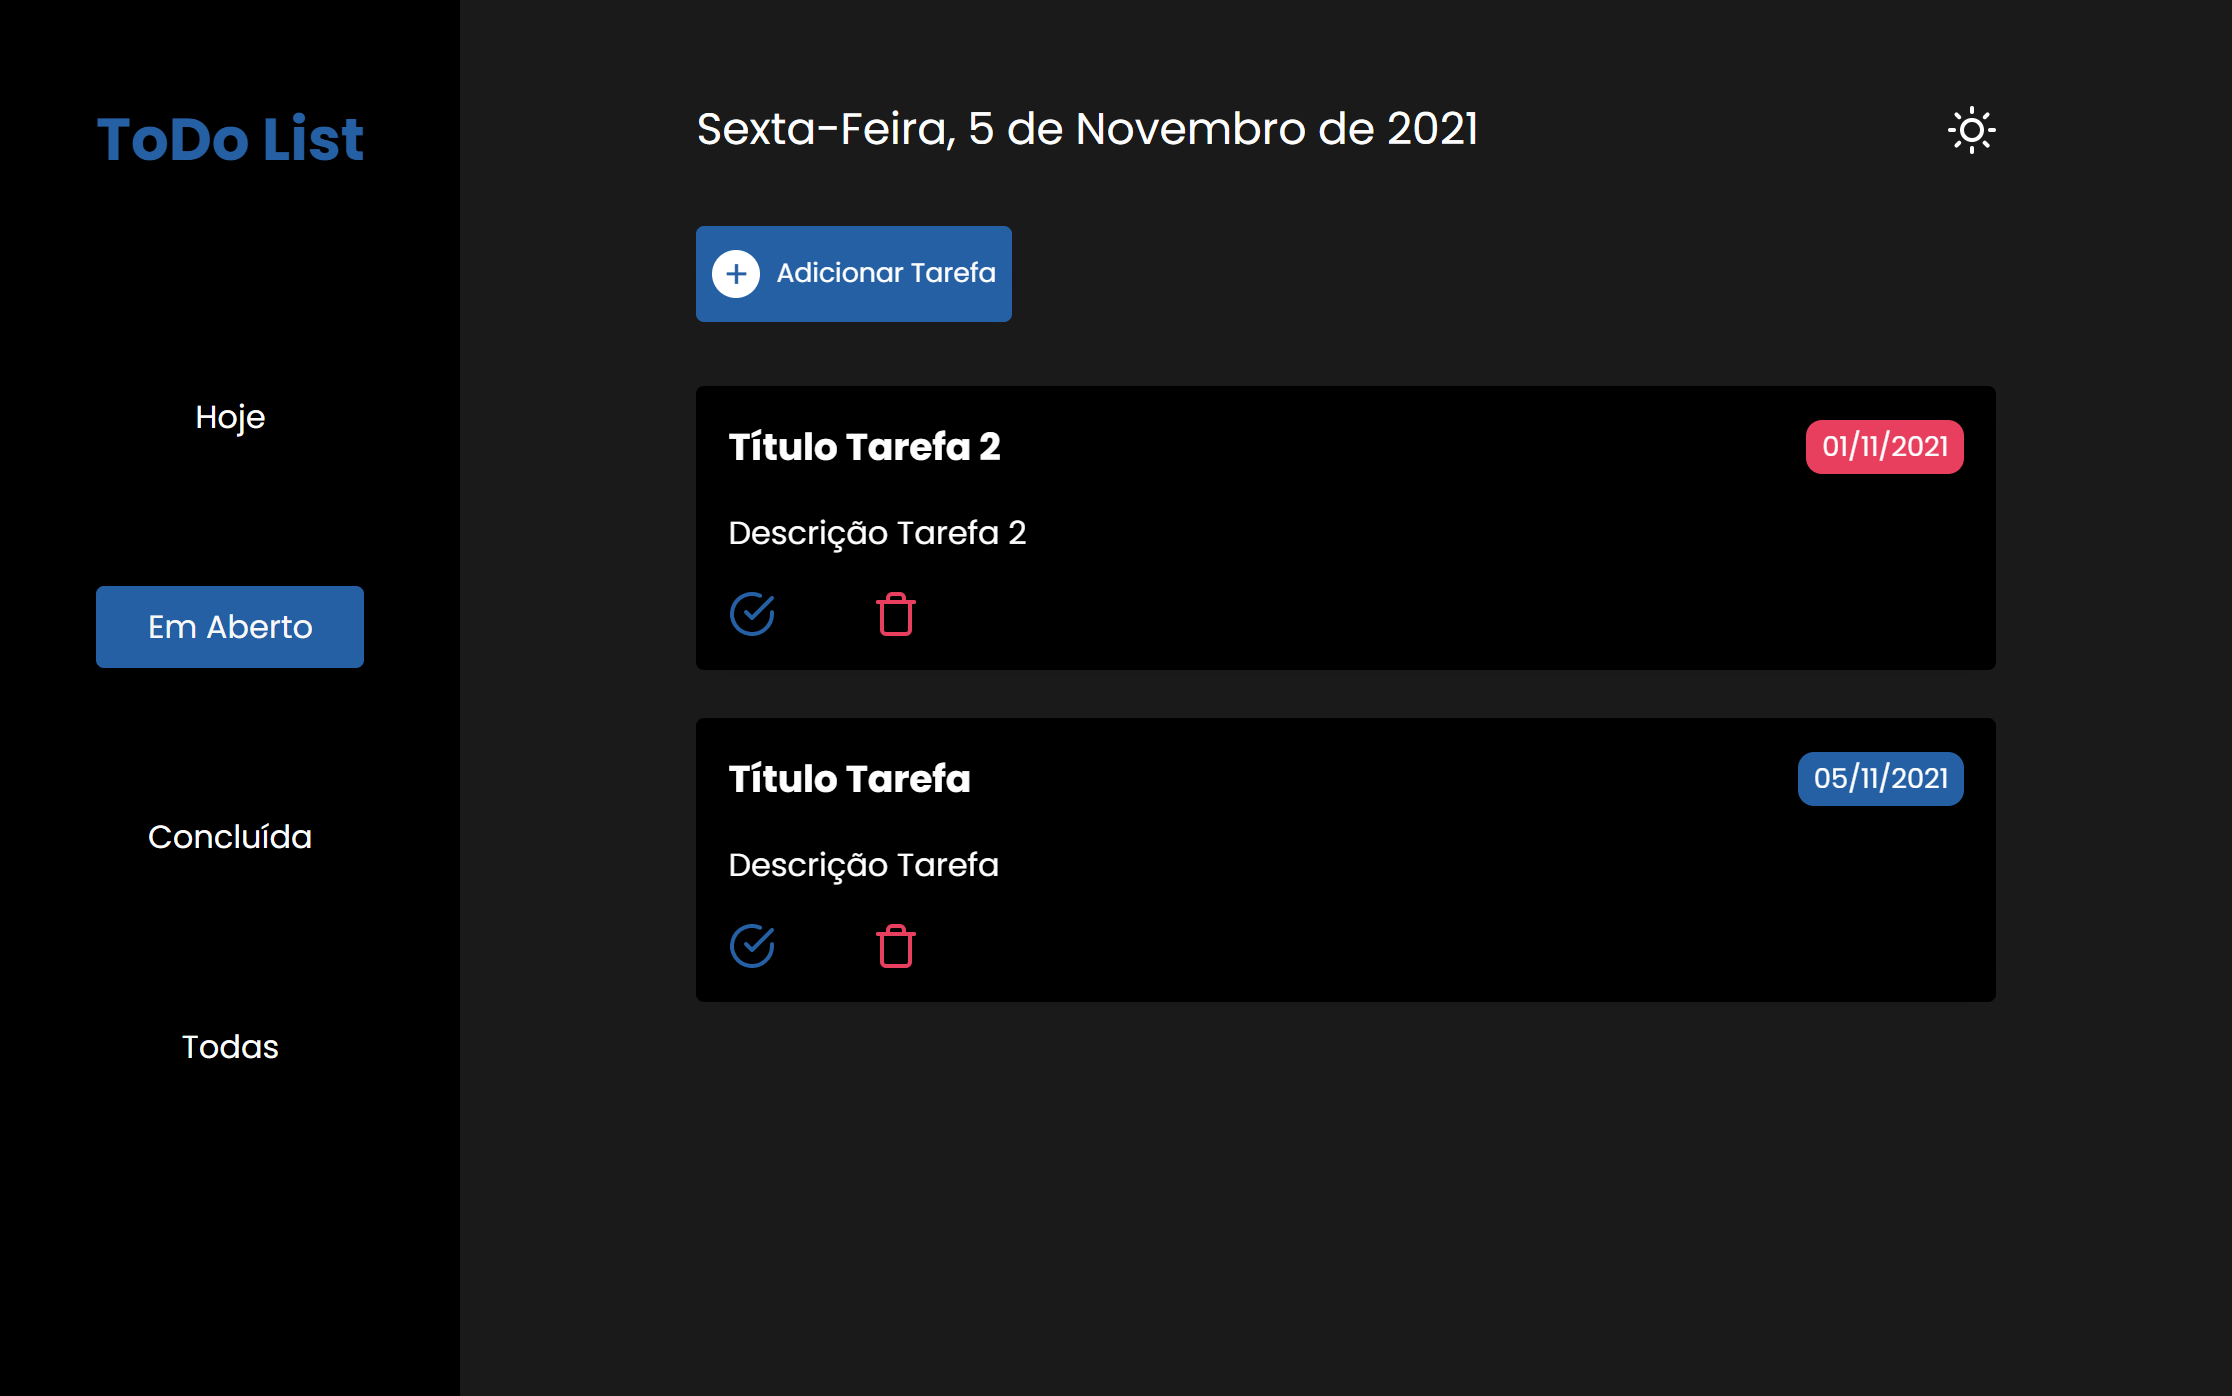 ToDo List
Hoje
Em Aberto
Concluída
Todas
Sexta-Feira, 5 de Novembro de 2021
Adicionar Tarefa
Título Tarefa 2
01/11/2021
Descrição Tarefa 2
Título Tarefa
05/11/2021
Descrição Tarefa